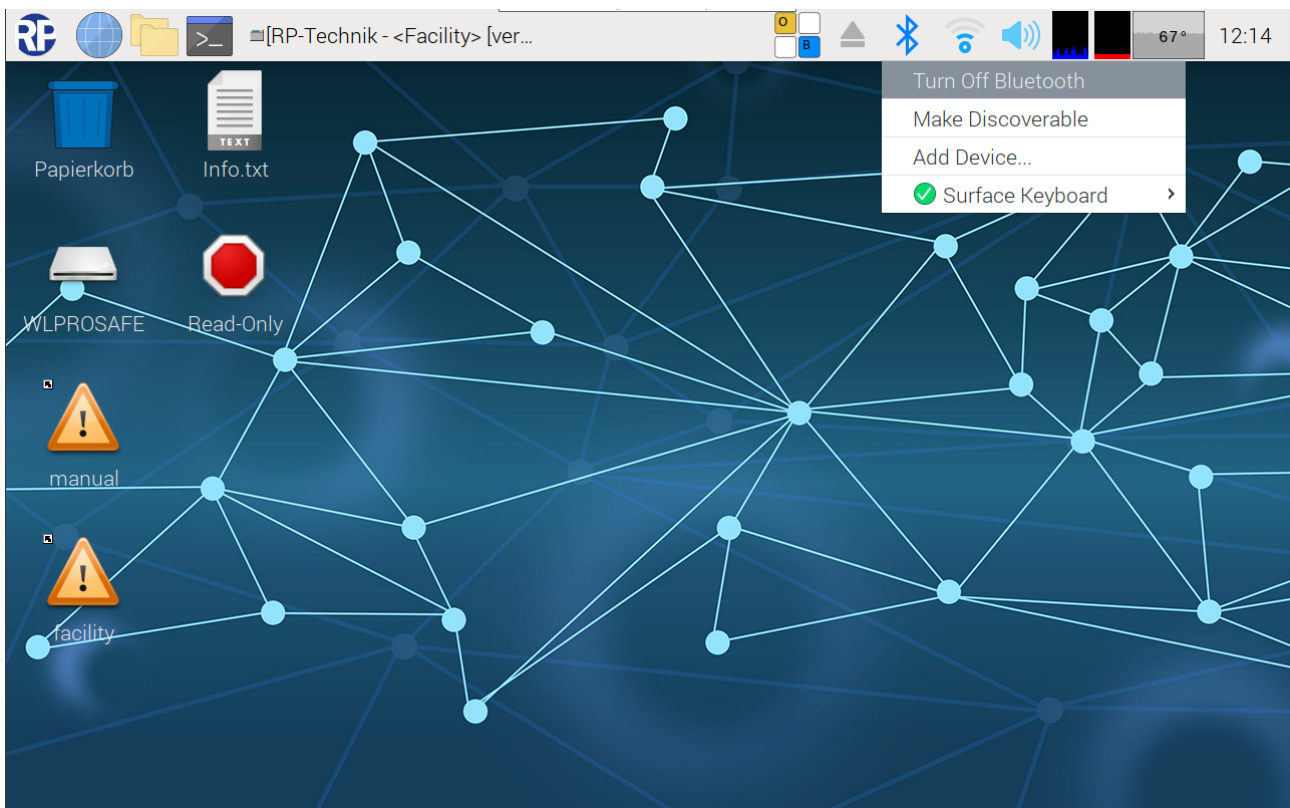 RP >_ [RP-Technik - <Facility> [ver... O B 67° 12:14
Turn Off Bluetooth
Make Discoverable
Add Device...
Surface Keyboard
TEXT
Papierkorb Info.txt
WLPROSAFE Read-Only
manual
facility